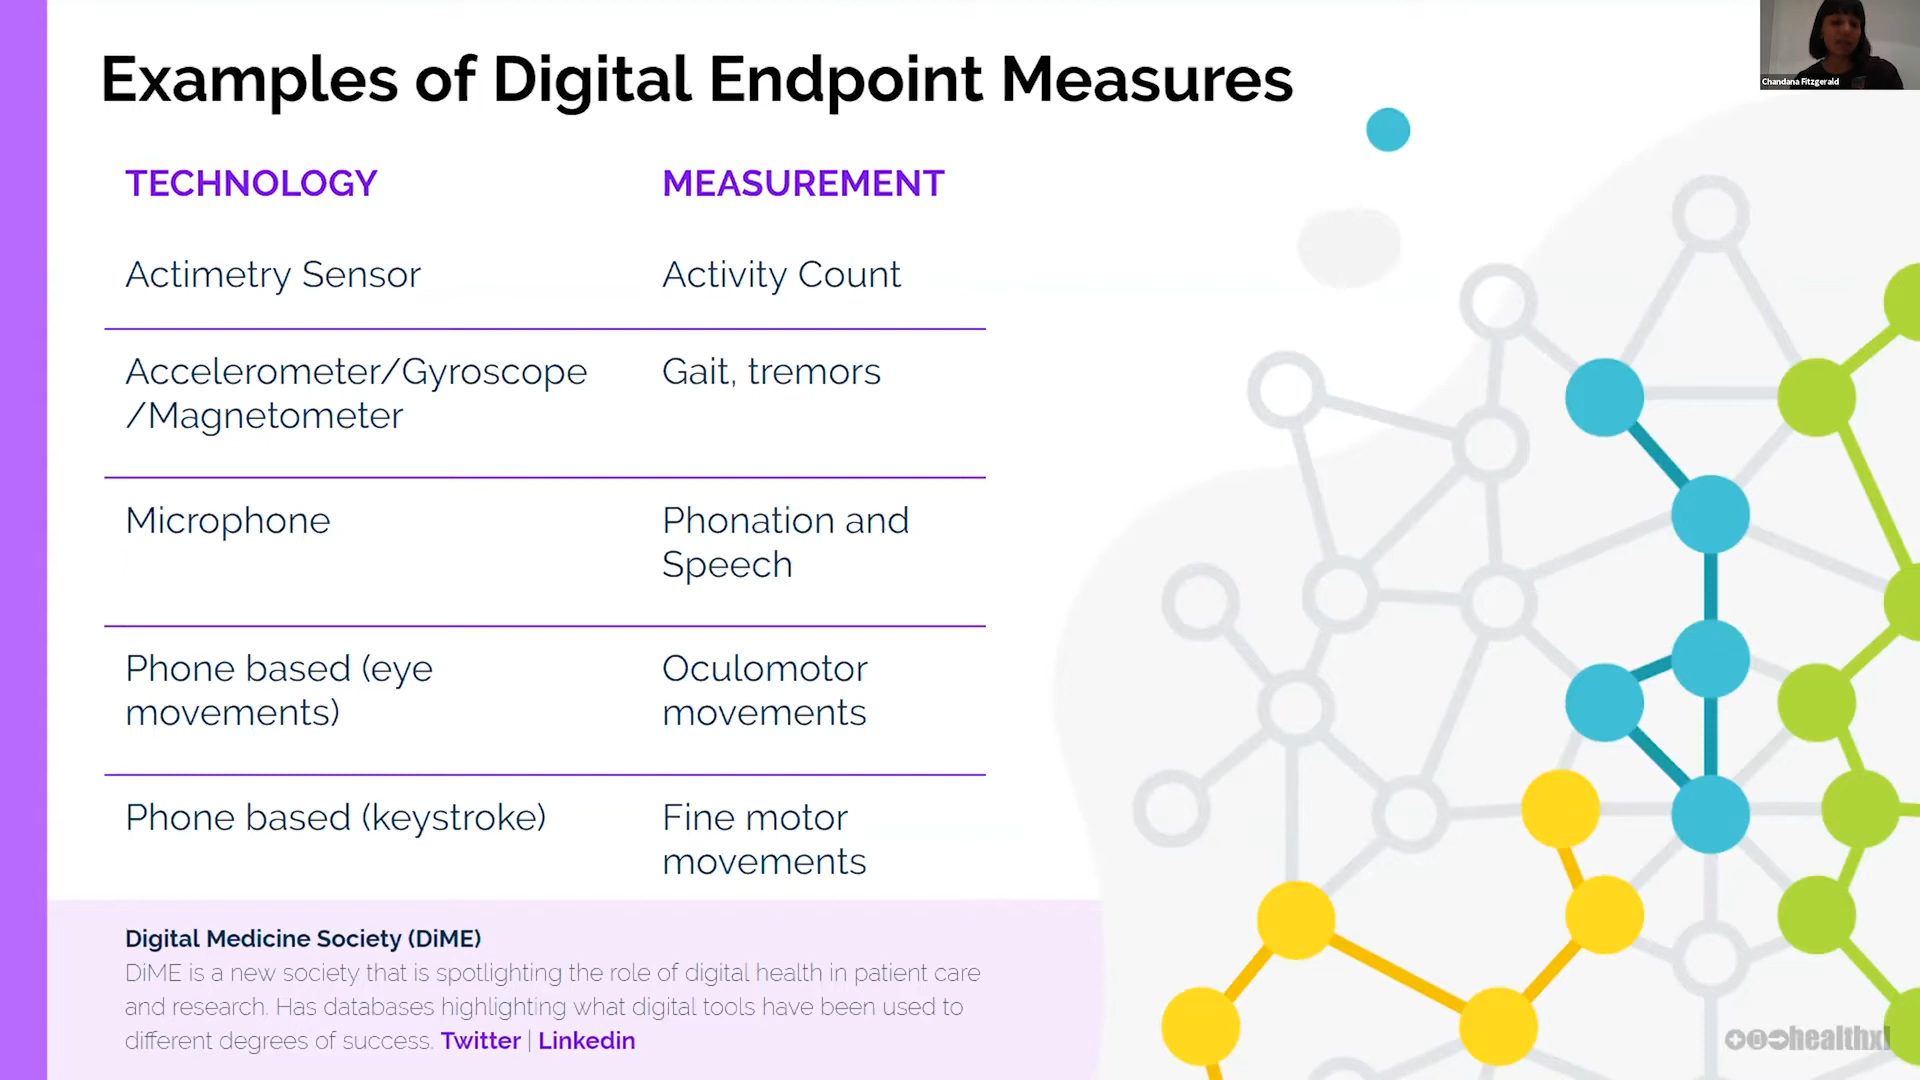 Examples of Digital Endpoint Measures
Chandana Fitzgerald
TECHNOLOGY
MEASUREMENT
Actimetry Sensor
Activity Count
Accelerometer/Gyroscope
/Magnetometer
Gait, tremors
Microphone
Phonation and
Speech
Phone based (eye
movements)
Oculomotor
movements
Phone based (keystroke)
Fine motor
movements
Digital Medicine Society (DiME)
DiME is a new society that is spotlighting the role of digital health in patient care
and research. Has databases highlighting what digital tools have been used to
different degrees of success. Twitter | Linkedin
healthxl